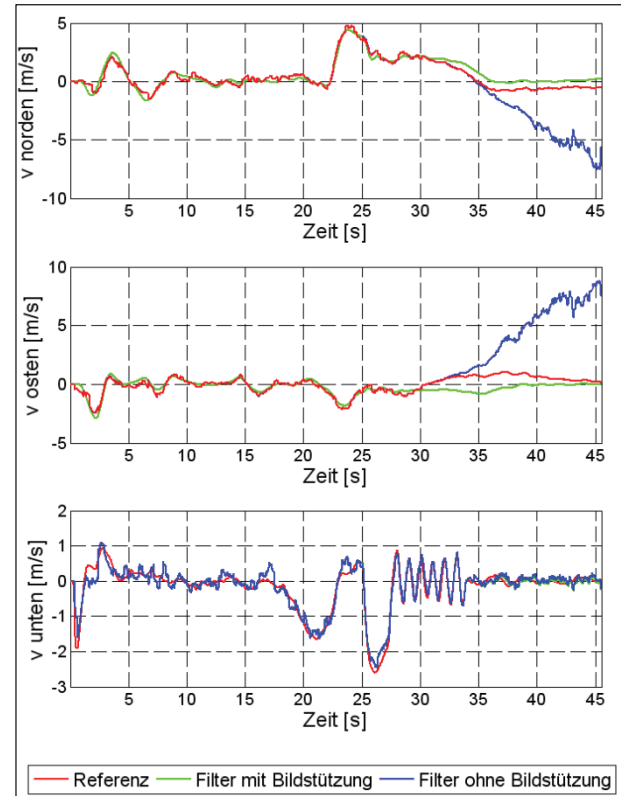 5
0
-5
-10
v norden [m/s]
5 10 15 20 25 30 35 40 45
Zeit [s]
10
5
0
-5
v osten [m/s]
5 10 15 20 25 30 35 40 45
Zeit [s]
2
1
0
-1
-2
-3
v unten [m/s]
5 10 15 20 25 30 35 40 45
Zeit [s]
Referenz Filter mit Bildstützung Filter ohne Bildstützung